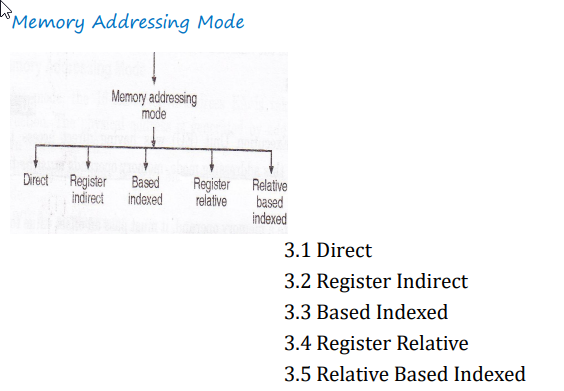 Memory Addressing Mode
Memory addressing
mode
Direct Register Based Register Relative
indirect indexed relative based
indexed
3.1 Direct
3.2 Register Indirect
3.3 Based Indexed
3.4 Register Relative
3.5 Relative Based Indexed